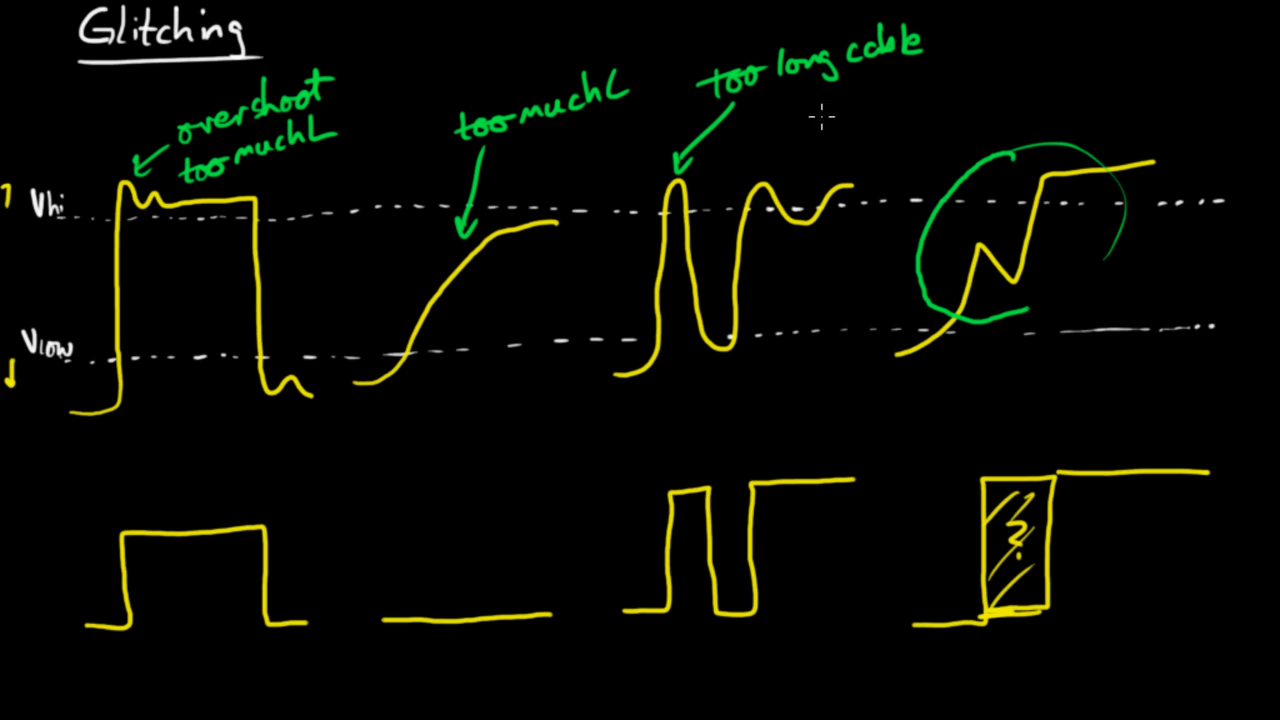 Glitching
overshoot
too much L
too much C
too long cable
Vhi
Vlow
?